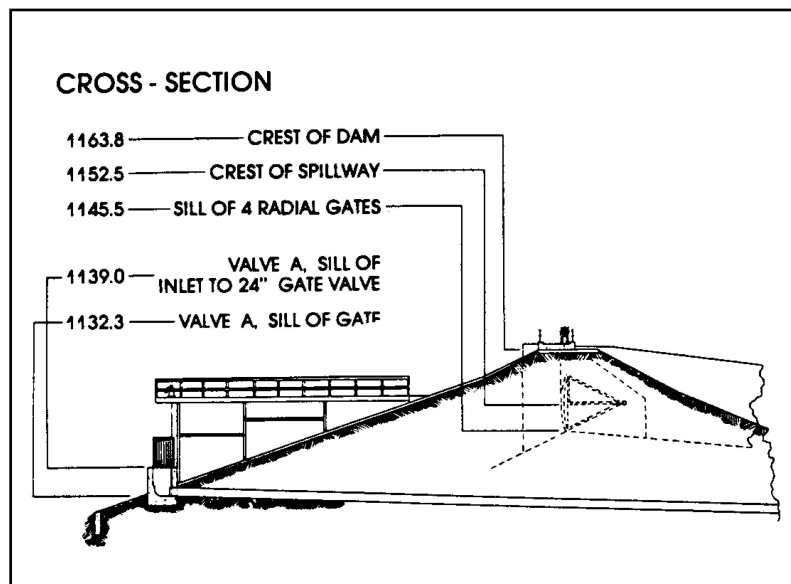 CROSS - SECTION
1163.8 CREST OF DAM
1152.5 CREST OF SPILLWAY
1145.5 SILL OF 4 RADIAL GATES
1139.0 VALVE A, SILL OF
INLET TO 24" GATE VALVE
1132.3 VALVE A, SILL OF GATE